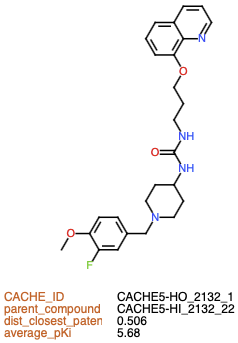 N
O
NH
O
NH
N
O
F
CACHE_ID CACHE5-HO_2132_1
parent_compound CACHE5-HI_2132_22
dist_closest_paten 0.506
average_pKi 5.68